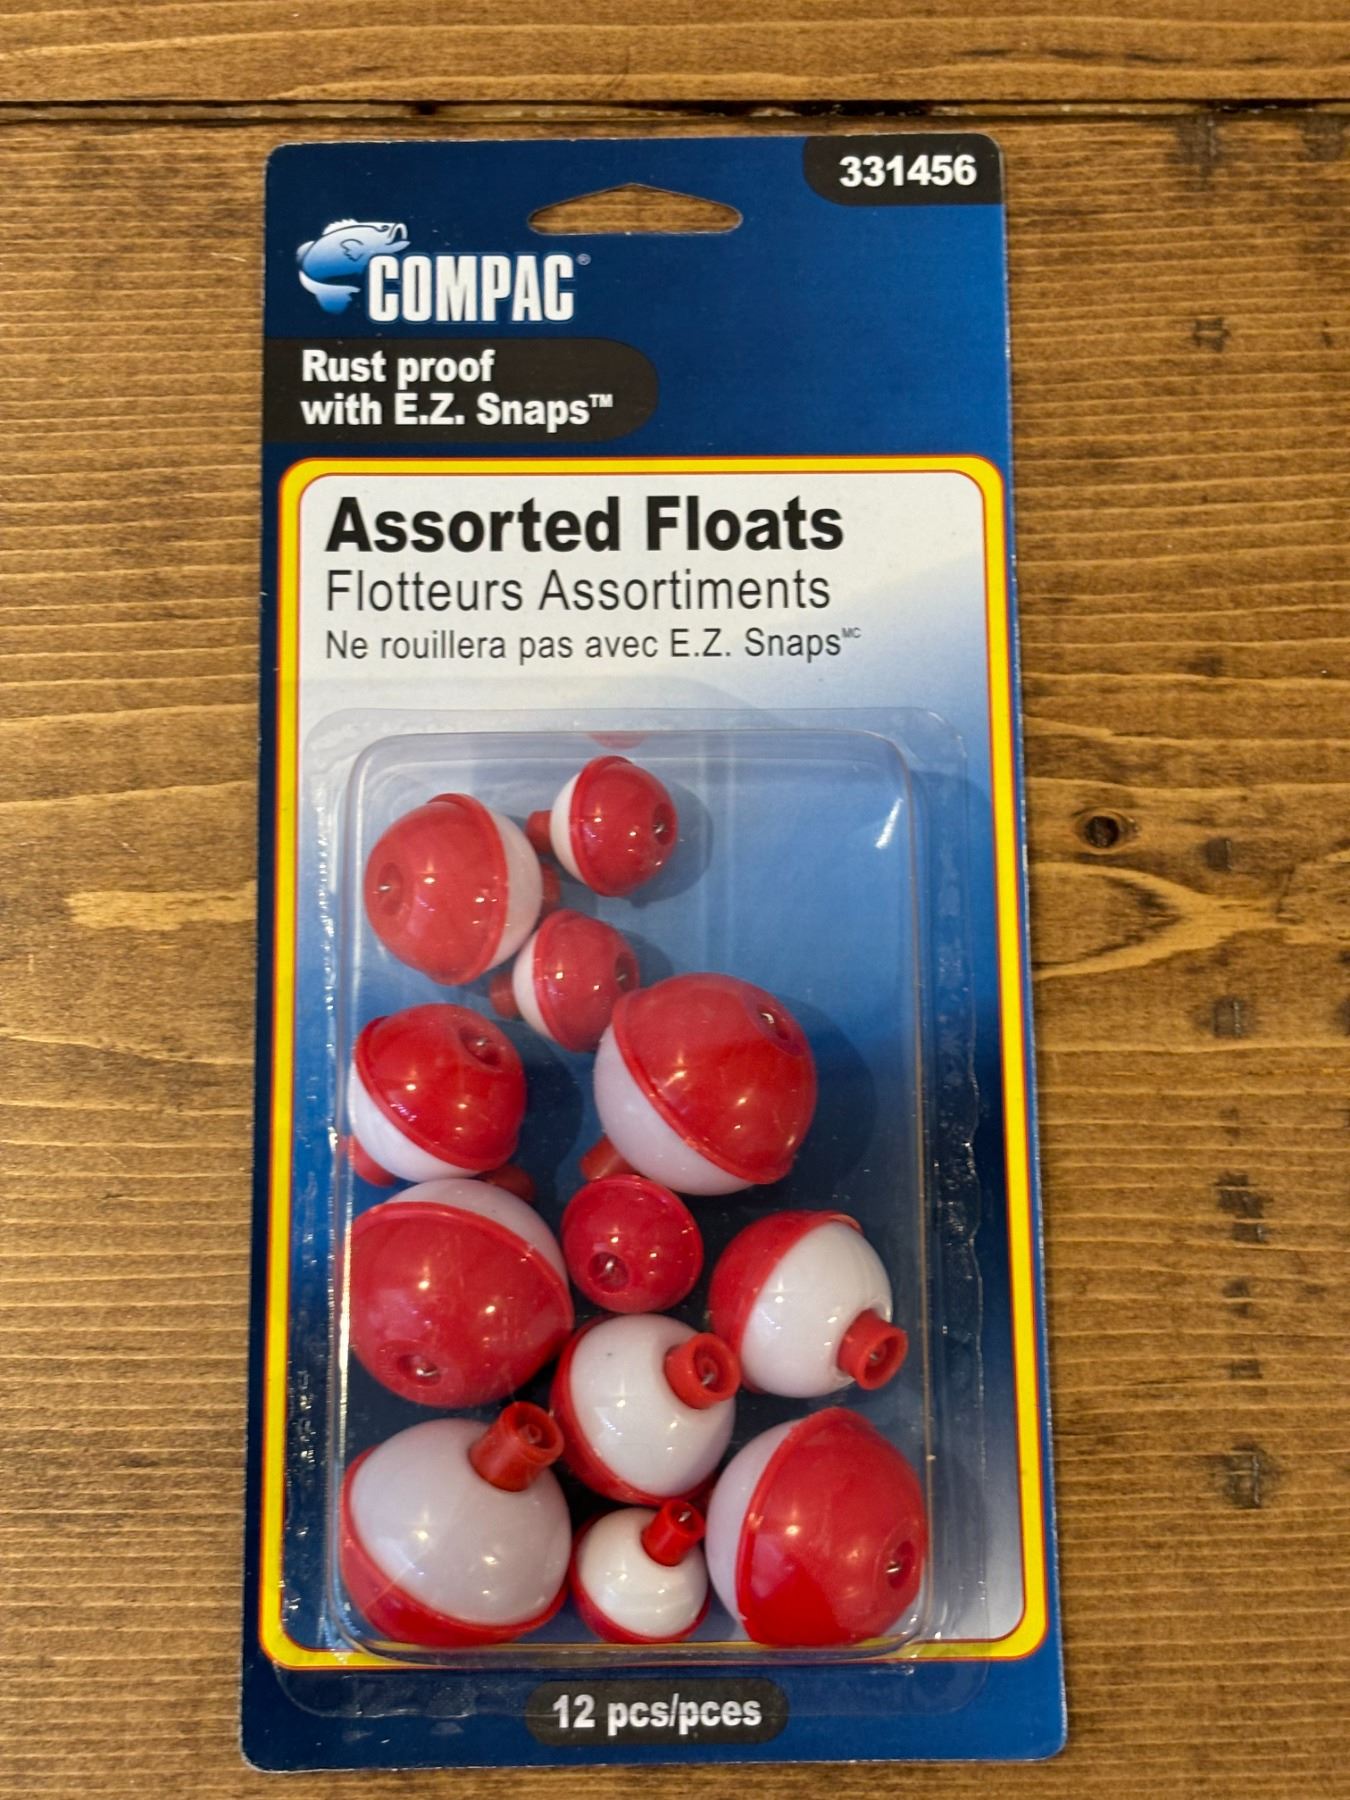 331456
COMPAC®
Rust proof
with E.Z. Snaps™
Assorted Floats
Flotteurs Assortiments
Ne rouillera pas avec E.Z. Snaps MC
12 pcs/pces